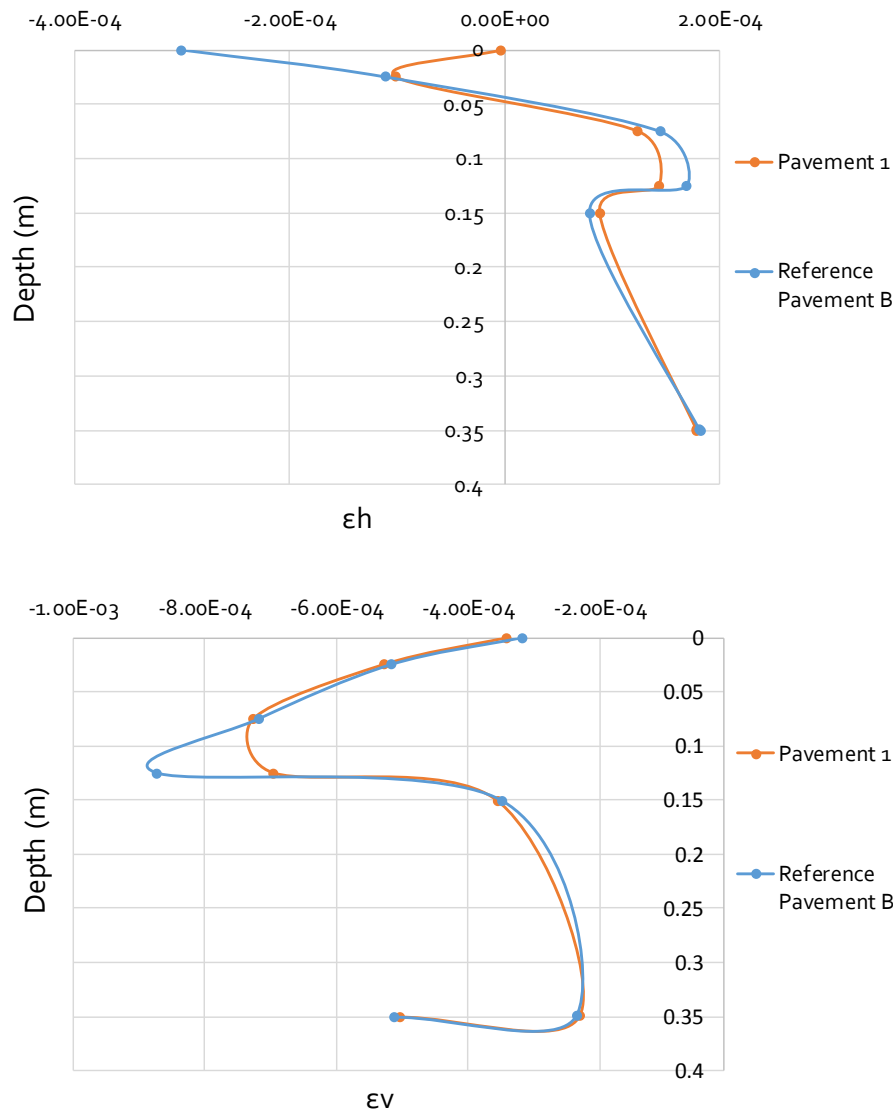 -4.00E-04 -2.00E-04 0.00E+00 2.00E-04
0
0.05
0.1
0.15
0.2
0.25
0.3
0.35
0.4
Depth (m)
εh
Pavement 1
Reference
Pavement B
-1.00E-03 -8.00E-04 -6.00E-04 -4.00E-04 -2.00E-04
0
0.05
0.1
0.15
0.2
0.25
0.3
0.35
0.4
Depth (m)
εv
Pavement 1
Reference
Pavement B